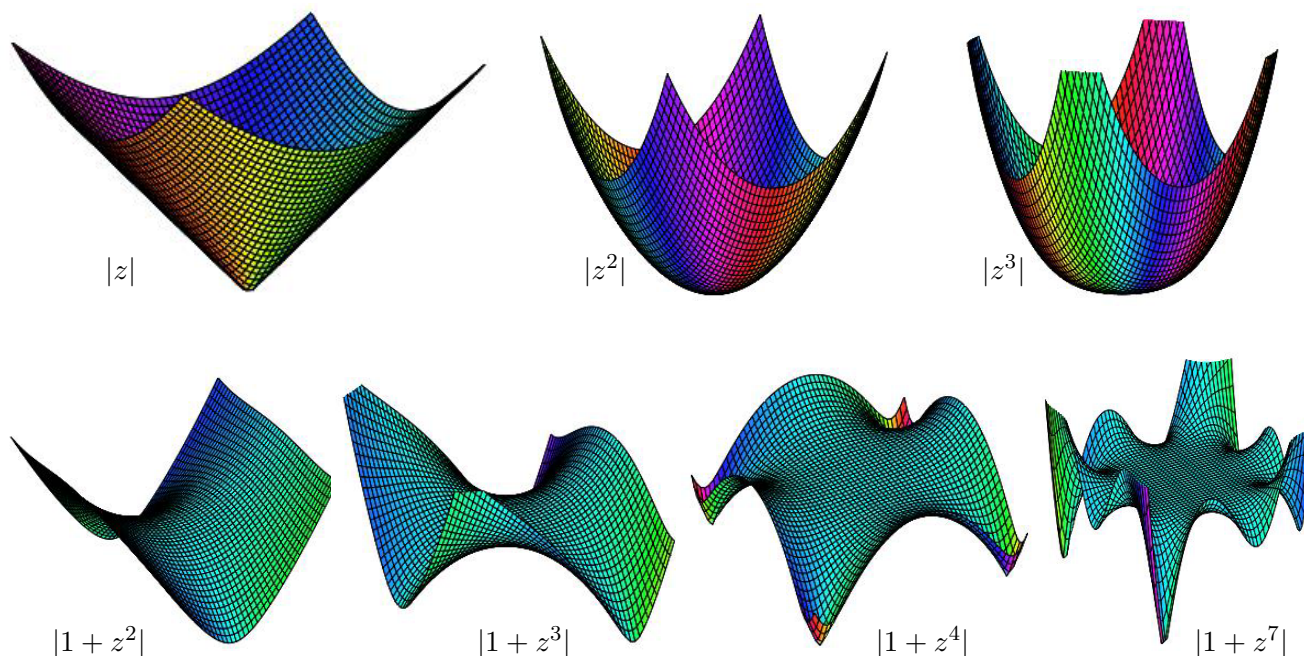 |z|
|z²|
|z³|
|1 + z²|
|1 + z³|
|1 + z⁴|
|1 + z⁷|